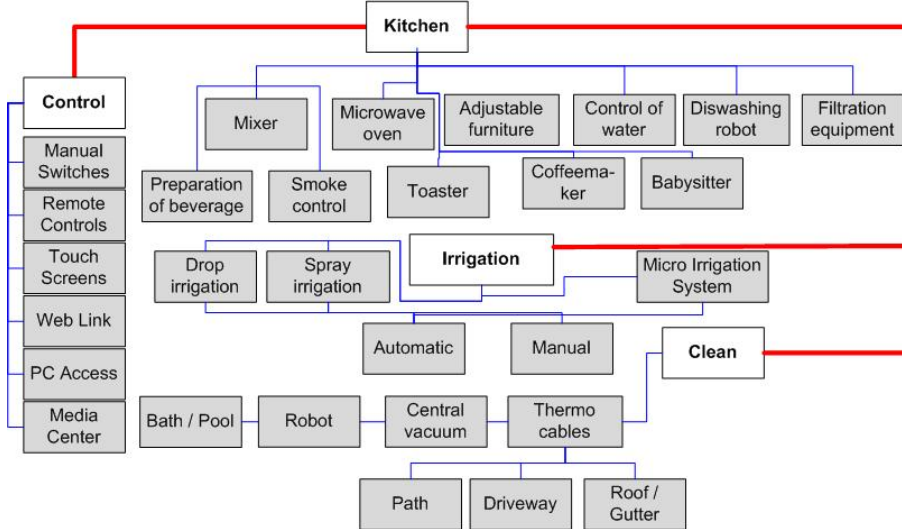 Kitchen
Control
Mixer
Microwave
oven
Adjustable
furniture
Control of
water
Diswashing
robot
Filtration
equipment
Manual
Switches
Preparation
of beverage
Smoke
control
Toaster
Coffeema-
ker
Babysitter
Remote
Controls
Touch
Screens
Drop
irrigation
Spray
irrigation
Irrigation
Micro Irrigation
System
Web Link
Automatic
Manual
Clean
PC Access
Media
Center
Bath / Pool
Robot
Central
vacuum
Thermo
cables
Path
Driveway
Roof /
Gutter